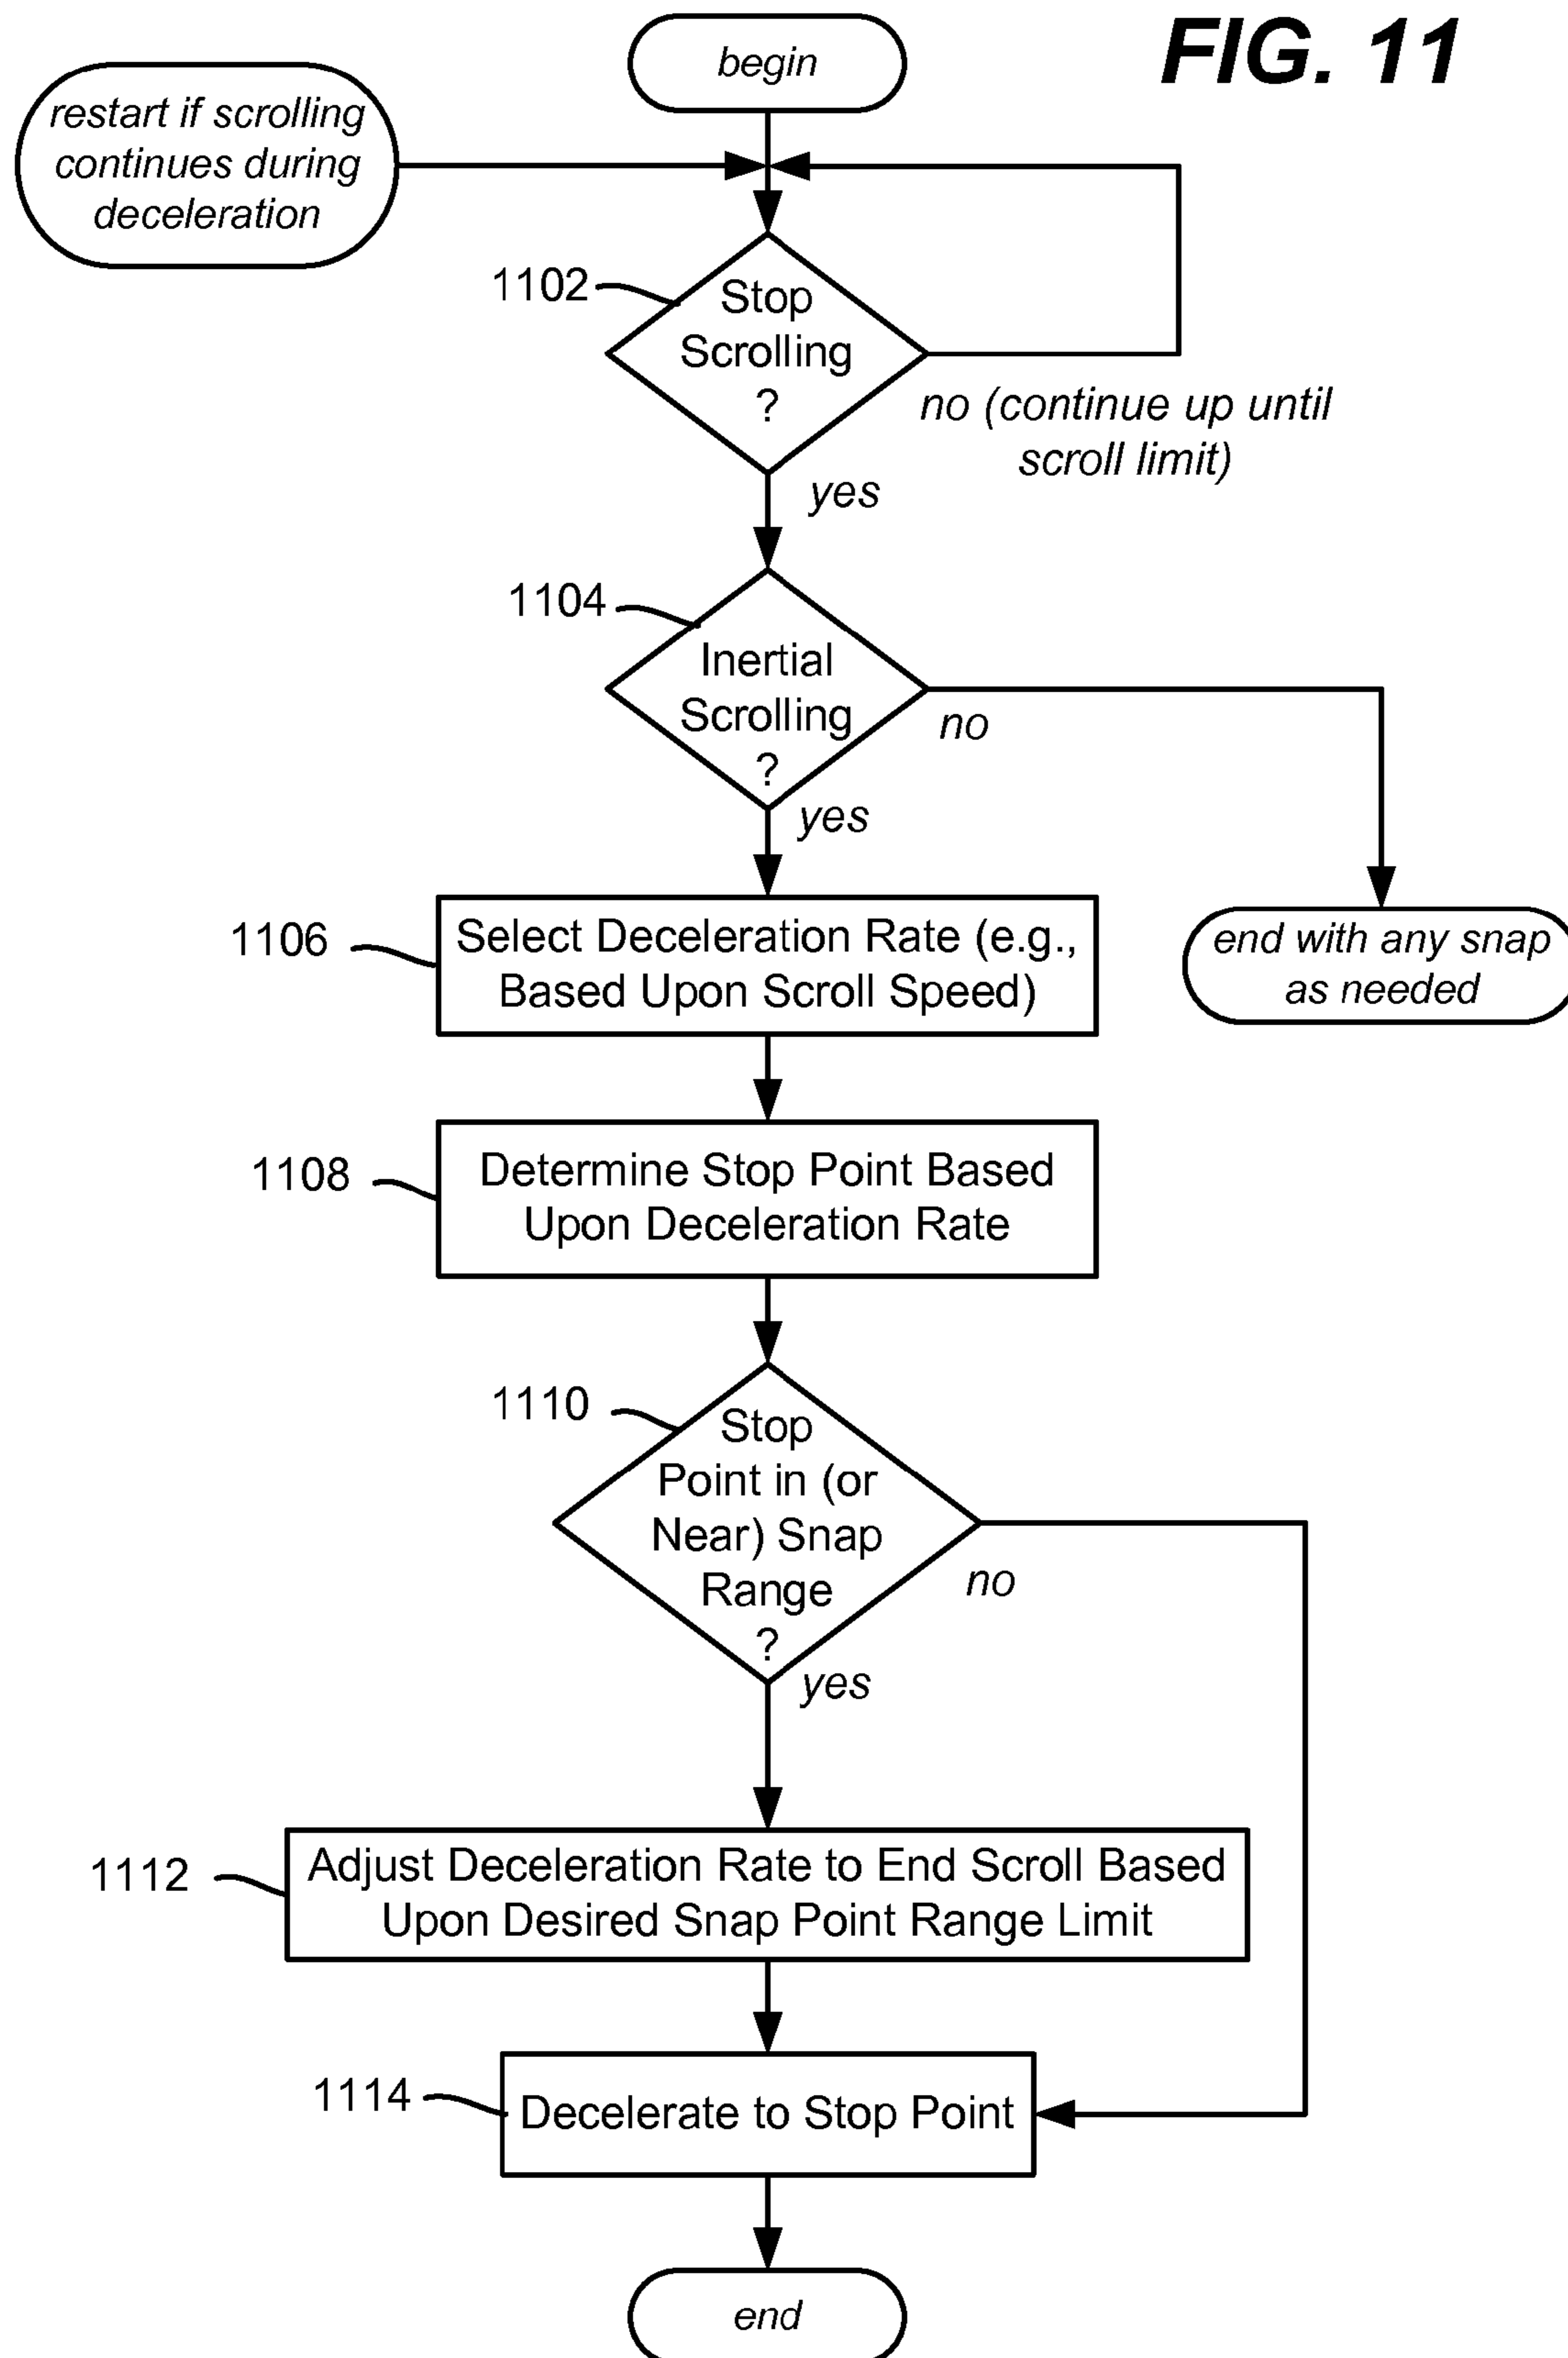 FIG. 11
begin
restart if scrolling
continues during
deceleration
1102
Stop
Scrolling
?
no (continue up until
scroll limit)
yes
1104
Inertial
Scrolling
?
no
yes
1106
Select Deceleration Rate (e.g.,
Based Upon Scroll Speed)
end with any snap
as needed
1108
Determine Stop Point Based
Upon Deceleration Rate
1110
Stop
Point in (or
Near) Snap
Range
?
no
yes
1112
Adjust Deceleration Rate to End Scroll Based
Upon Desired Snap Point Range Limit
1114
Decelerate to Stop Point
end